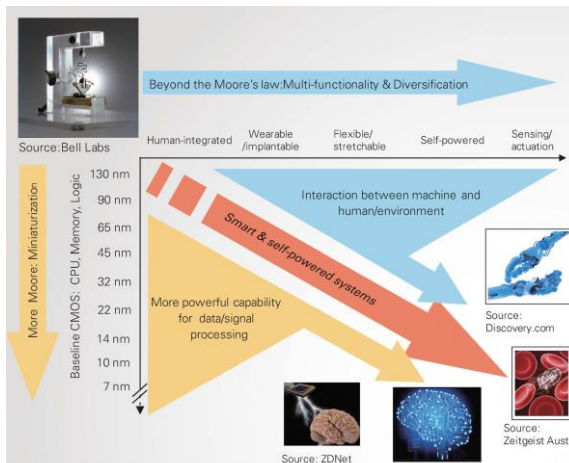 Beyond the Moore's law:Multi-functionality & Diversification
Source:Bell Labs
Human-integrated
Wearable
/implantable
Flexible/
stretchable
Self-powered
Sensing/
actuation
More Moore: Miniaturization
Baseline CMOS: CPU, Memory, Logic
130 nm
90 nm
65 nm
45 nm
32 nm
22 nm
14 nm
10 nm
7 nm
Interaction between machine and
human/environment
Smart & self-powered systems
More powerful capability
for data/signal
processing
Source:
Discovery.com
Source:
Zeitgeist Aust
Source: ZDNet